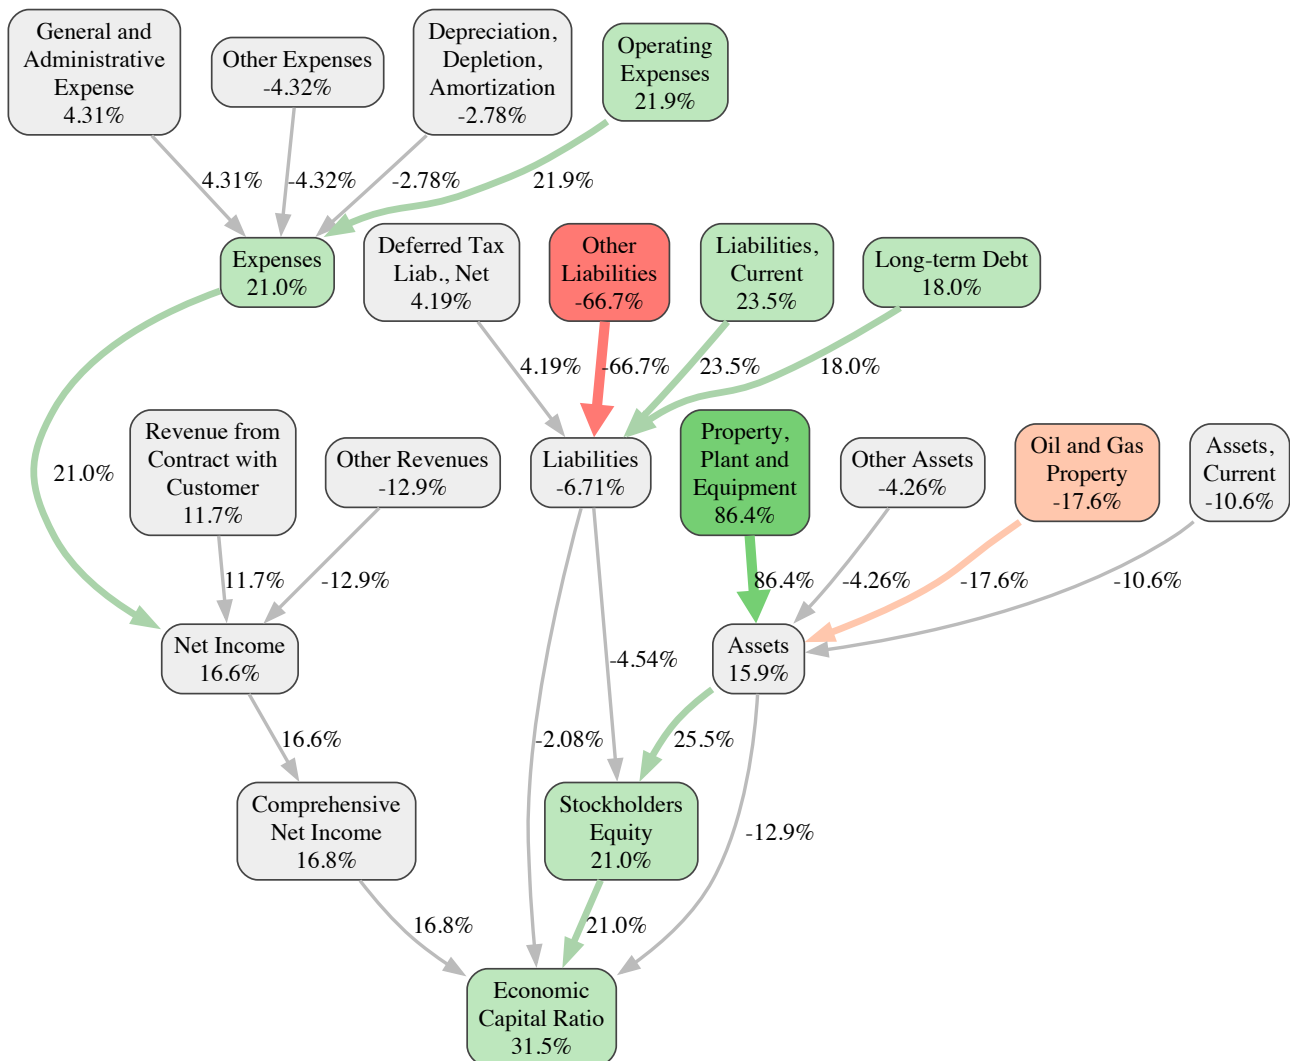 General and
Administrative
Expense
4.31%
Other Expenses
-4.32%
Depreciation,
Depletion,
Amortization
-2.78%
Operating
Expenses
21.9%
4.31%
-4.32%
-2.78%
21.9%
Expenses
21.0%
Deferred Tax
Liab., Net
4.19%
Other
Liabilities
-66.7%
Liabilities,
Current
23.5%
Long-term Debt
18.0%
4.19%
-66.7%
23.5%
18.0%
21.0%
Revenue from
Contract with
Customer
11.7%
Other Revenues
-12.9%
Liabilities
-6.71%
Property,
Plant and
Equipment
86.4%
Other Assets
-4.26%
Oil and Gas
Property
-17.6%
Assets,
Current
-10.6%
11.7%
-12.9%
86.4%
-4.26%
-17.6%
-10.6%
Net Income
16.6%
-4.54%
Assets
15.9%
16.6%
-2.08%
25.5%
-12.9%
Comprehensive
Net Income
16.8%
Stockholders
Equity
21.0%
16.8%
21.0%
Economic
Capital Ratio
31.5%